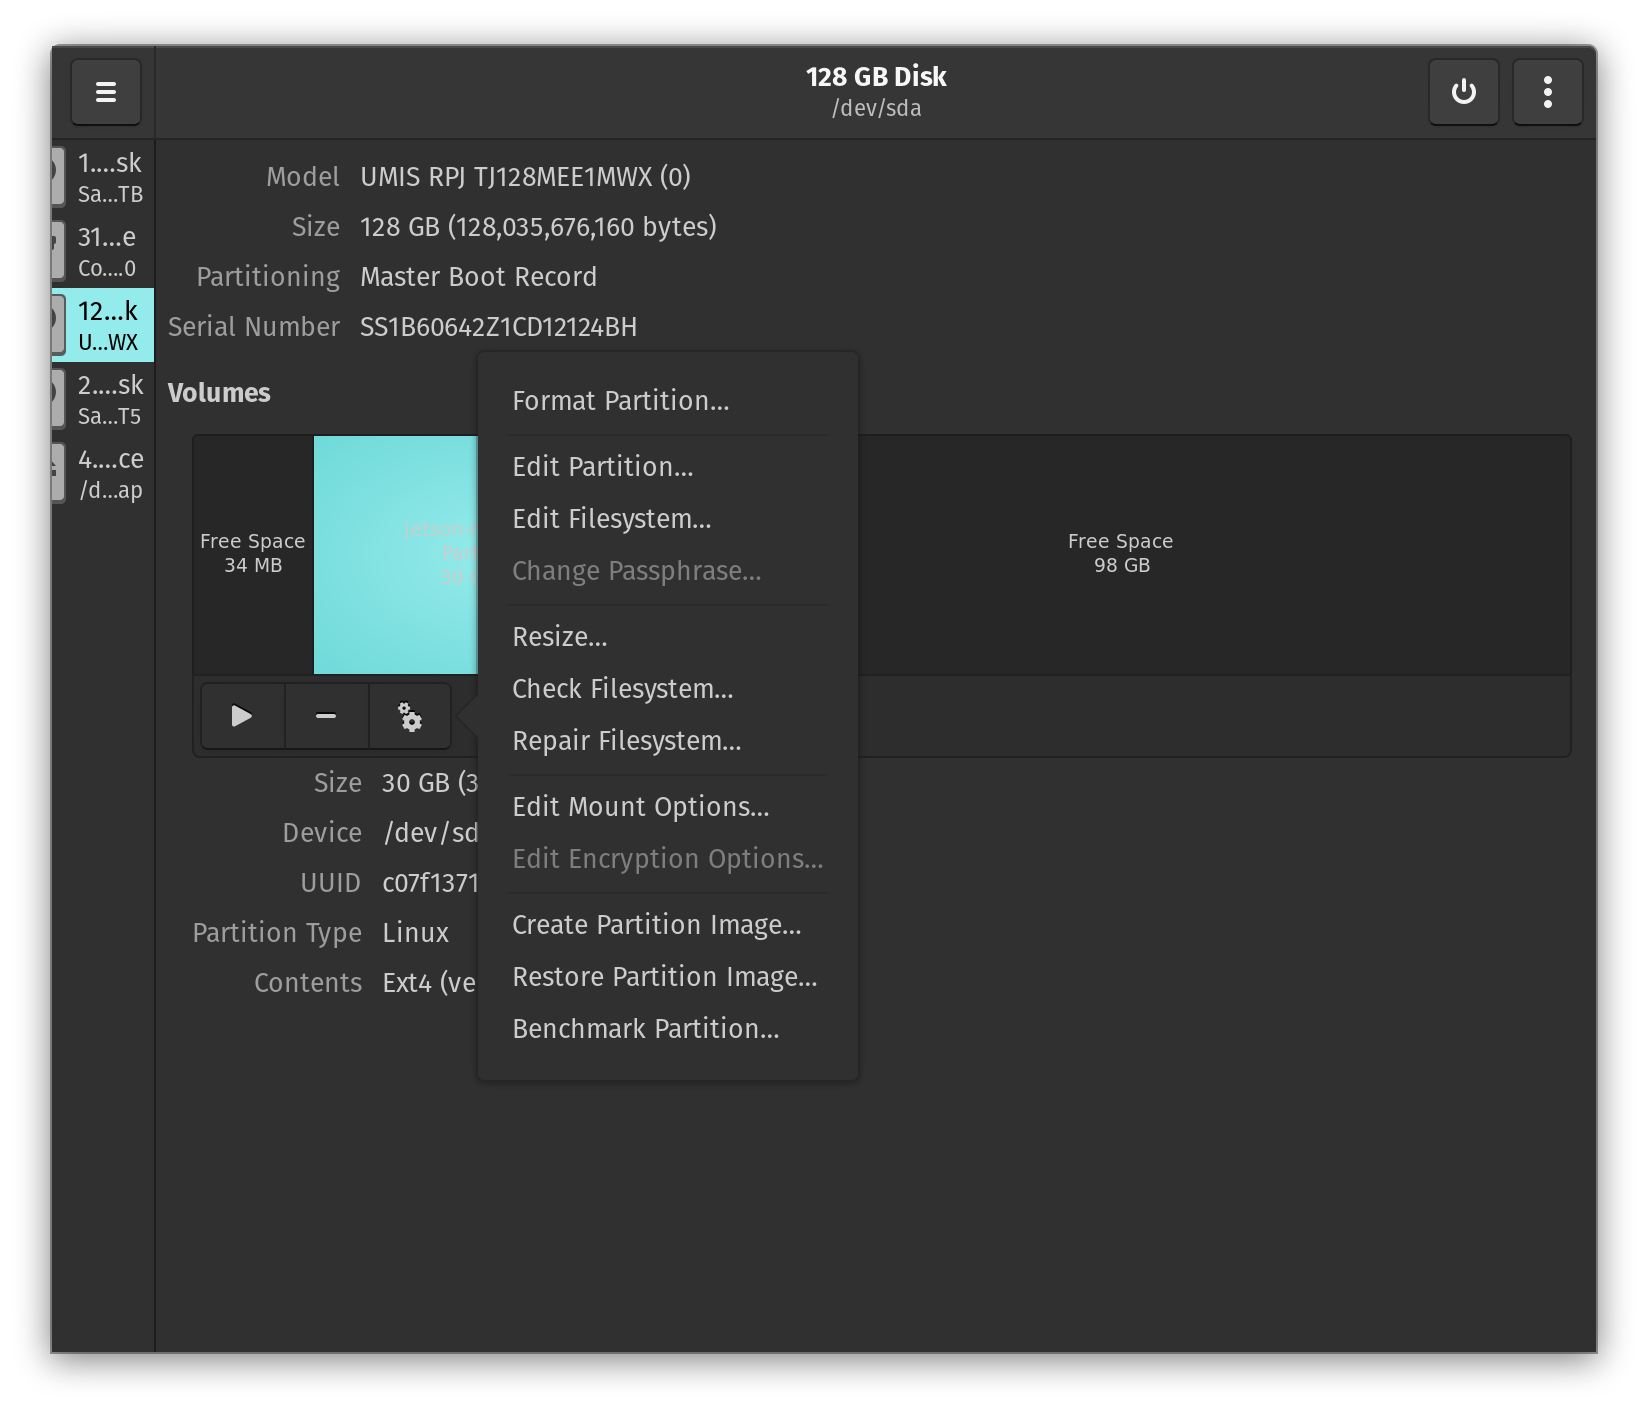 128 GB Disk
/dev/sda
1....sk
Sa...TB
31...e
Co....0
12...k
U...WX
2....sk
Sa...T5
4....ce
/d...ap
Model UMIS RPJ TJ128MEE1MWX (0)
Size 128 GB (128,035,676,160 bytes)
Partitioning Master Boot Record
Serial Number SS1B60642Z1CD12124BH
Volumes
Free Space
34 MB
Free Space
98 GB
Size 30 GB (3
Device /dev/sd
UUID c07f1371
Partition Type Linux
Contents Ext4 (ve
Format Partition...
Edit Partition...
Edit Filesystem...
Change Passphrase...
Resize...
Check Filesystem...
Repair Filesystem...
Edit Mount Options...
Edit Encryption Options...
Create Partition Image...
Restore Partition Image...
Benchmark Partition...